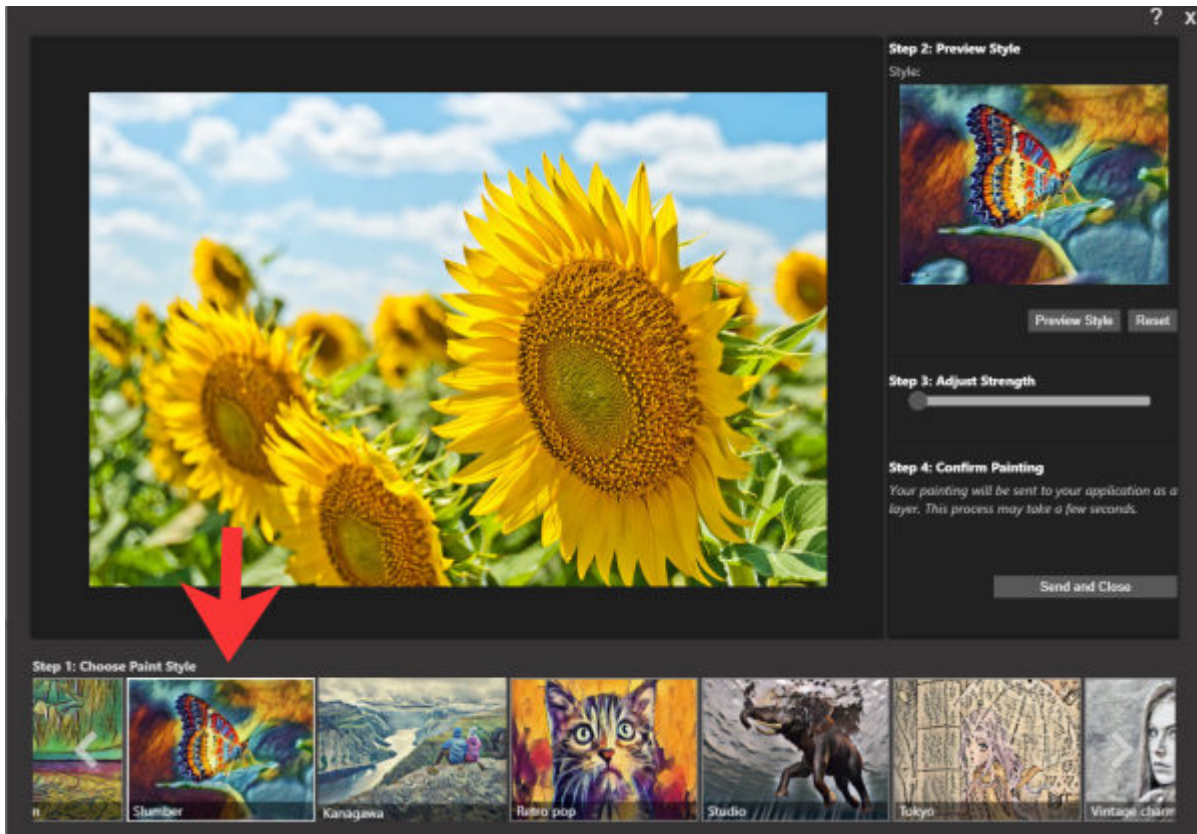 ? X
Step 2: Preview Style
Style:
Preview Style Reset
Step 3: Adjust Strength
Step 4: Confirm Painting
Your painting will be sent to your application as a
layer. This process may take a few seconds.
Send and Close
Step 1: Choose Paint Style
Slumber
Kanagawa
Retro pop
Studio
Tokyo
Vintage charm